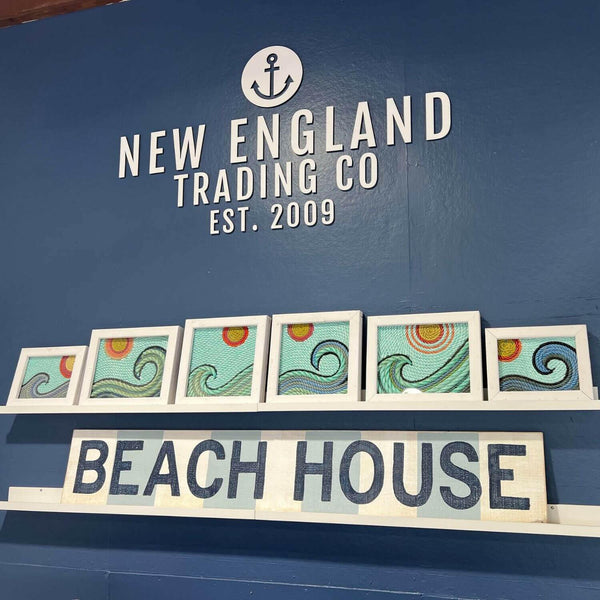 NEW ENGLAND
TRADING CO
EST. 2009
BEACH HOUSE